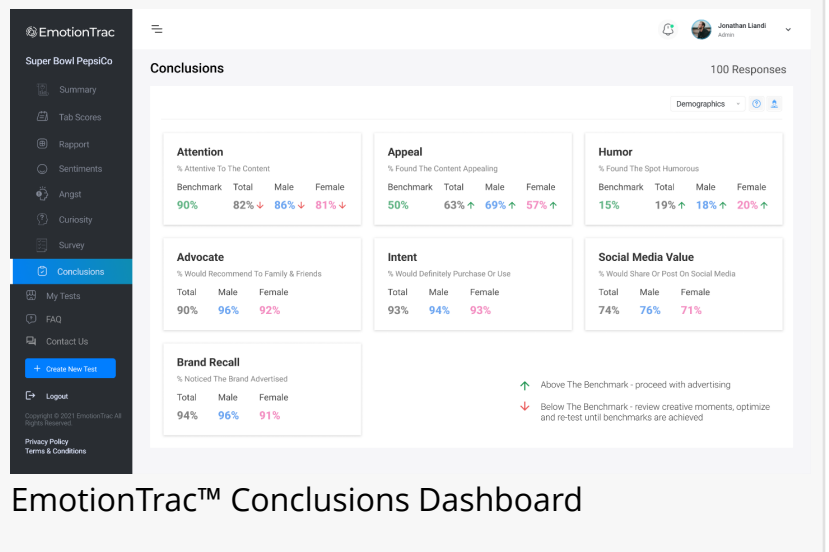 EmotionTrac
Jonathan Liandi
Admin
Super Bowl PepsiCo
Conclusions
100 Responses
Summary
Tab Scores
Rapport
Sentiments
Angst
Curiosity
Survey
Conclusions
My Tests
FAQ
Contact Us
+ Create New Test
Logout
Copyright © 2021 EmotionTrac All
Rights Reserved.
Privacy Policy
Terms & Conditions
Demographics
Attention
% Attentive To The Content
Benchmark Total Male Female
90% 82% ↓ 86% ↓ 81% ↓
Appeal
% Found The Content Appealing
Benchmark Total Male Female
50% 63% ↑ 69% ↑ 57% ↑
Humor
% Found The Spot Humorous
Benchmark Total Male Female
15% 19% ↑ 18% ↑ 20% ↑
Advocate
% Would Recommend To Family & Friends
Total Male Female
90% 96% 92%
Intent
% Would Definitely Purchase Or Use
Total Male Female
93% 94% 93%
Social Media Value
% Would Share Or Post On Social Media
Total Male Female
74% 76% 71%
Brand Recall
% Noticed The Brand Advertised
Total Male Female
94% 96% 91%
↑ Above The Benchmark - proceed with advertising
↓ Below The Benchmark - review creative moments, optimize
and re-test until benchmarks are achieved
EmotionTrac™ Conclusions Dashboard